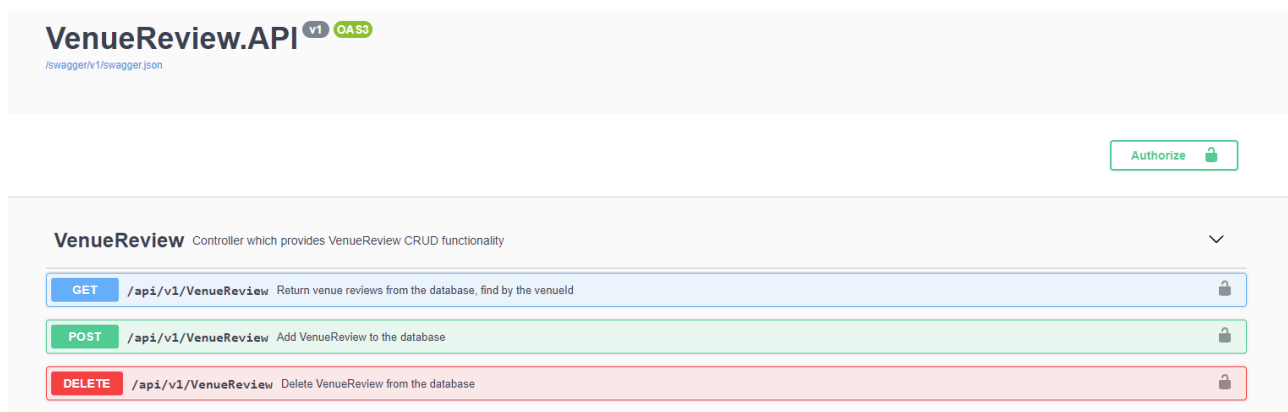 VenueReview.API v1 OAS3
/swagger/v1/swagger.json
Authorize
VenueReview Controller which provides VenueReview CRUD functionality
GET /api/v1/VenueReview Return venue reviews from the database, find by the venueId
POST /api/v1/VenueReview Add VenueReview to the database
DELETE /api/v1/VenueReview Delete VenueReview from the database